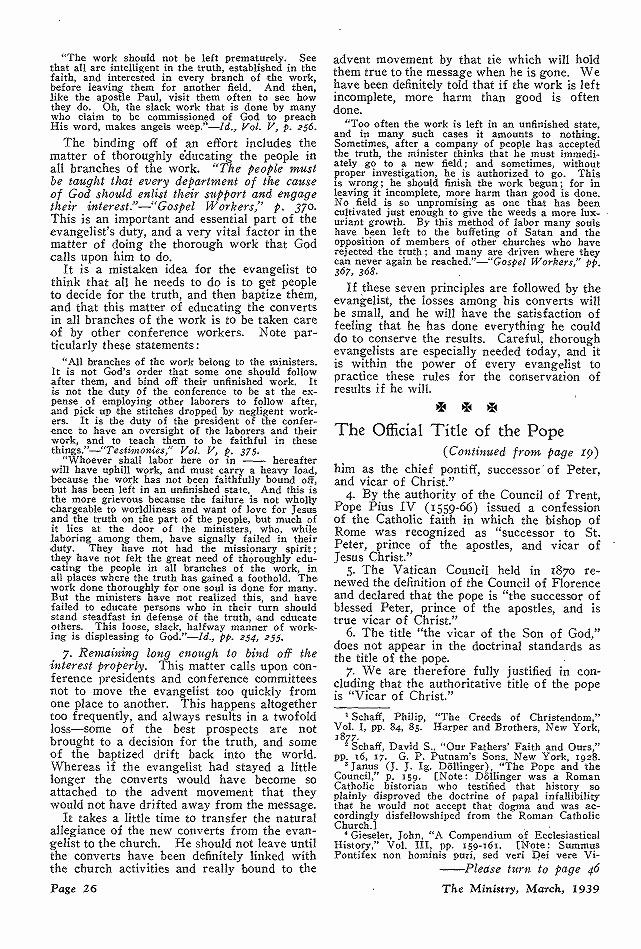 "The work should not be left prematurely. See
that all are intelligent in the truth, established in the
faith, and interested in every branch of the work,
before leaving them for another field. And then,
like the apostle Paul, visit them often to see how
they do. Oh, the slack work that is done by many
who claim to be commissioned of God to preach
His word, makes angels weep."—Id., Vol. V, p. 256.
The binding off of an effort includes the
matter of thoroughly educating the people in
all branches of the work. "The people must
be taught that every department of the cause
of God should enlist their support and engage
their interest."—"Gospel Workers," p. 370.
This is an important and essential part of the
evangelist's duty, and a very vital factor in the
matter of doing the thorough work that God
calls upon him to do.
It is a mistaken idea for the evangelist to
think that all he needs to do is to get people
to decide for the truth, and then baptize them,
and that this matter of educating the converts
in all branches of the work is to be taken care
of by other conference workers. Note par-
ticularly these statements:
"All branches of the work belong to the ministers.
It is not God's order that some one should follow
after them, and bind off their unfinished work. It
is not the duty of the conference to be at the ex-
pense of employing other laborers to follow after,
and pick up the stitches dropped by negligent work-
ers. It is the duty of the president of the confer-
ence to have an oversight of the laborers and their
work, and to teach them to be faithful in these
things."—"Testimonies," Vol. V, p. 375.
"Whoever shall labor here or in —— hereafter
will have uphill work, and must carry a heavy load,
because the work has not been faithfully bound off,
but has been left in an unfinished state. And this is
the more grievous because the failure is not wholly
chargeable to worldliness and want of love for Jesus
and the truth on the part of the people, but much of
it lies at the door of the ministers, who, while
laboring among them, have signally failed in their
duty. They have not had the missionary spirit;
they have not felt the great need of thoroughly edu-
cating the people in all branches of the work, in
all places where the truth has gained a foothold. The
work done thoroughly for one soul is done for many.
But the ministers have not realized this, and have
failed to educate persons who in their turn should
stand steadfast in defense of the truth, and educate
others. This loose, slack, halfway manner of work-
ing is displeasing to God."—Id., pp. 254, 255.
7. Remaining long enough to bind off the
interest properly. This matter calls upon con-
ference presidents and conference committees
not to move the evangelist too quickly from
one place to another. This happens altogether
too frequently, and always results in a twofold
loss—some of the best prospects are not
brought to a decision for the truth, and some
of the baptized drift back into the world.
Whereas if the evangelist had stayed a little
longer the converts would have become so
attached to the advent movement that they
would not have drifted away from the message.
It takes a little time to transfer the natural
allegiance of the new converts from the evan-
gelist to the church. He should not leave until
the converts have been definitely linked with
the church activities and really bound to the
advent movement by that tie which will hold
them true to the message when he is gone. We
have been definitely told that if the work is left
incomplete, more harm than good is often
done.
"Too often the work is left in an unfinished state,
and in many such cases it amounts to nothing.
Sometimes, after a company of people has accepted
the truth, the minister thinks that he must immedi-
ately go to a new field; and sometimes, without
proper investigation, he is authorized to go. This
is wrong; he should finish the work begun; for in
leaving it incomplete, more harm than good is done.
No field is so unpromising as one that has been
cultivated just enough to give the weeds a more lux-
uriant growth. By this method of labor many souls
have been left to the buffeting of Satan and the
opposition of members of other churches who have
rejected the truth; and many are driven where they
can never again be reached."—"Gospel Workers," pp.
367, 368.
If these seven principles are followed by the
evangelist, the losses among his converts will
be small, and he will have the satisfaction of
feeling that he has done everything he could
do to conserve the results. Careful, thorough
evangelists are especially needed today, and it
is within the power of every evangelist to
practice these rules for the conservation of
results if he will.
The Official Title of the Pope
(Continued from page 19)
him as the chief pontiff, successor of Peter,
and vicar of Christ."
4. By the authority of the Council of Trent,
Pope Pius IV (1559-66) issued a confession
of the Catholic faith in which the bishop of
Rome was recognized as "successor to St.
Peter, prince of the apostles, and vicar of
Jesus Christ."
5. The Vatican Council held in 1870 re-
newed the definition of the Council of Florence
and declared that the pope is "the successor of
blessed Peter, prince of the apostles, and is
true vicar of Christ."
6. The title "the vicar of the Son of God,"
does not appear in the doctrinal standards as
the title of the pope.
7. We are therefore fully justified in con-
cluding that the authoritative title of the pope
is "Vicar of Christ."
¹ Schaff, Philip, "The Creeds of Christendom,"
Vol. I, pp. 84, 85. Harper and Brothers, New York,
1877.
² Schaff, David S., "Our Fathers' Faith and Ours,"
pp. 16, 17. G. P. Putnam's Sons, New York, 1928.
³ Janus (J. J. Ig. Döllinger), "The Pope and the
Council," p. 159. [Note: Döllinger was a Roman
Catholic historian who testified that history so
plainly disproved the doctrine of papal infallibility
that he would not accept that dogma and was ac-
cordingly disfellowshiped from the Roman Catholic
Church.]
⁴ Gieseler, John, "A Compendium of Ecclesiastical
History," Vol. III, pp. 159-161. [Note: Summus
Pontifex non hominis puri, sed veri Dei vere Vi-
——Please turn to page 46
Page 26
The Ministry, March, 1939